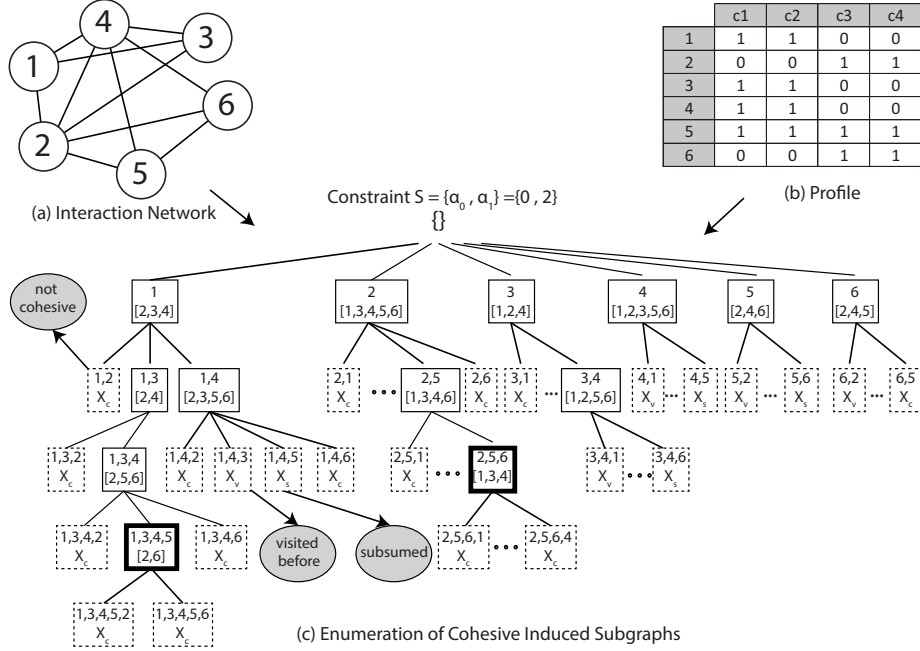 4
3
1
6
2
5
(a) Interaction Network
c1 c2 c3 c4
1 1 1 0 0
2 0 0 1 1
3 1 1 0 0
4 1 1 0 0
5 1 1 1 1
6 0 0 1 1
(b) Profile
Constraint S = {α0 , α1} ={0 , 2}
{}
not
cohesive
1
[2,3,4]
2
[1,3,4,5,6]
3
[1,2,4]
4
[1,2,3,5,6]
5
[2,4,6]
6
[2,4,5]
1,2
Xc
1,3
[2,4]
1,4
[2,3,5,6]
2,1
Xc
2,5
[1,3,4,6]
2,6
Xc
3,1
Xc
3,4
[1,2,5,6]
4,1
Xv
4,5
Xs
5,2
Xv
5,6
Xs
6,2
Xv
6,5
Xc
1,3,2
Xc
1,3,4
[2,5,6]
1,4,2
Xc
1,4,3
Xv
1,4,5
Xs
1,4,6
Xc
2,5,1
Xc
2,5,6
[1,3,4]
3,4,1
Xv
3,4,6
Xs
1,3,4,2
Xc
1,3,4,5
[2,6]
1,3,4,6
Xc
visited
before
subsumed
2,5,6,1
Xc
2,5,6,4
Xc
1,3,4,5,2
Xc
1,3,4,5,6
Xc
(c) Enumeration of Cohesive Induced Subgraphs